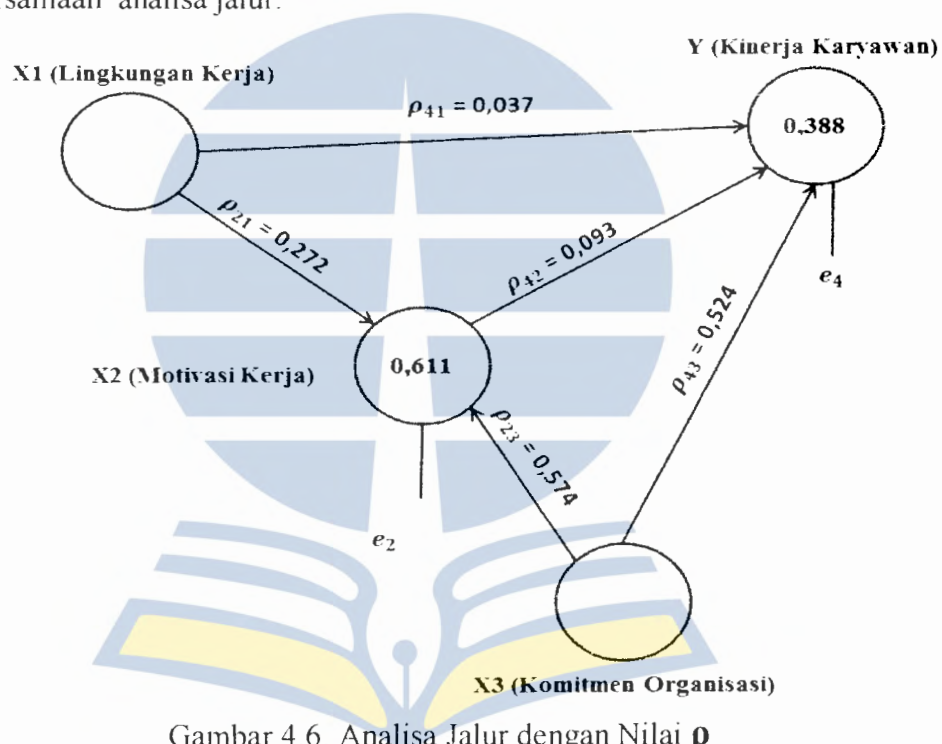 analisa jalur.
Y (Kinerja Karyawan)
X1 (Lingkungan Kerja)
ρ41 = 0,037
0,388
ρ21 = 0,272
ρ42 = 0,093
e4
ρ43 = 0,524
X2 (Motivasi Kerja)
0,611
ρ23 = 0,574
e2
X3 (Komitmen Organisasi)
Gambar 4.6 Analisa Jalur dengan Nilai ρ